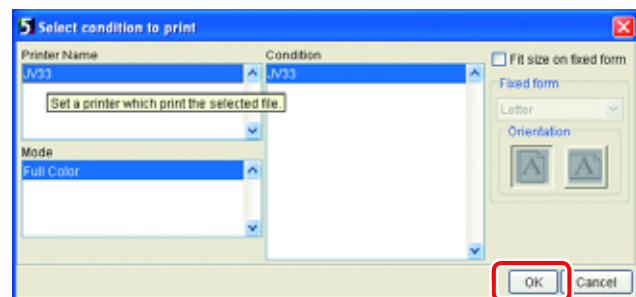 5 Select condition to print
Printer Name
JV33
Set a printer which print the selected file.
Mode
Full Color
Condition
JV33
Fit size on fixed form
Fixed form
Letter
Orientation
A A
OK Cancel